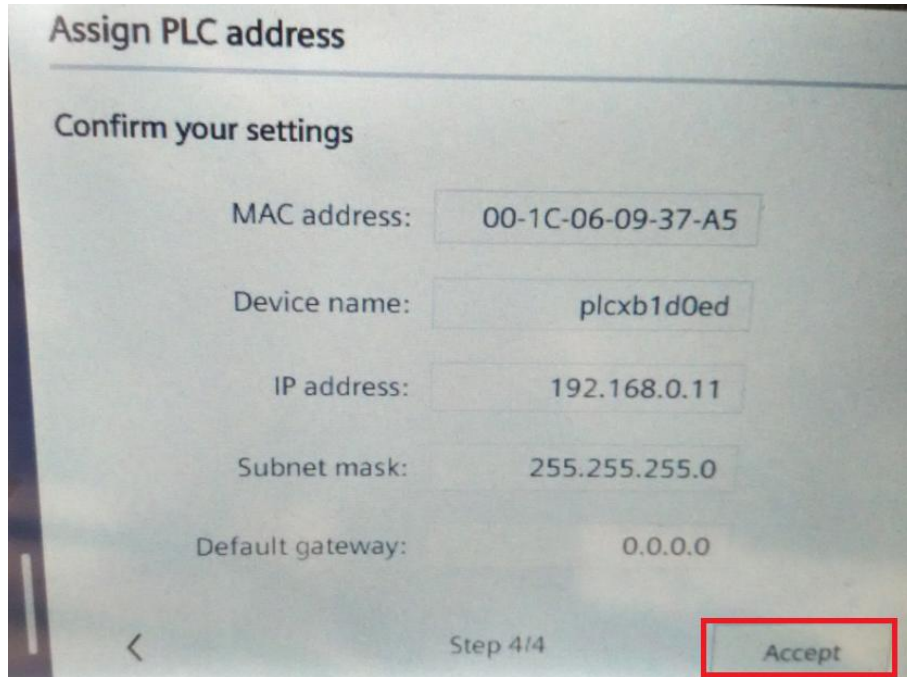 Assign PLC address
Confirm your settings
MAC address: 00-1C-06-09-37-A5
Device name: plcxb1d0ed
IP address: 192.168.0.11
Subnet mask: 255.255.255.0
Default gateway: 0.0.0.0
< Step 4/4 Accept